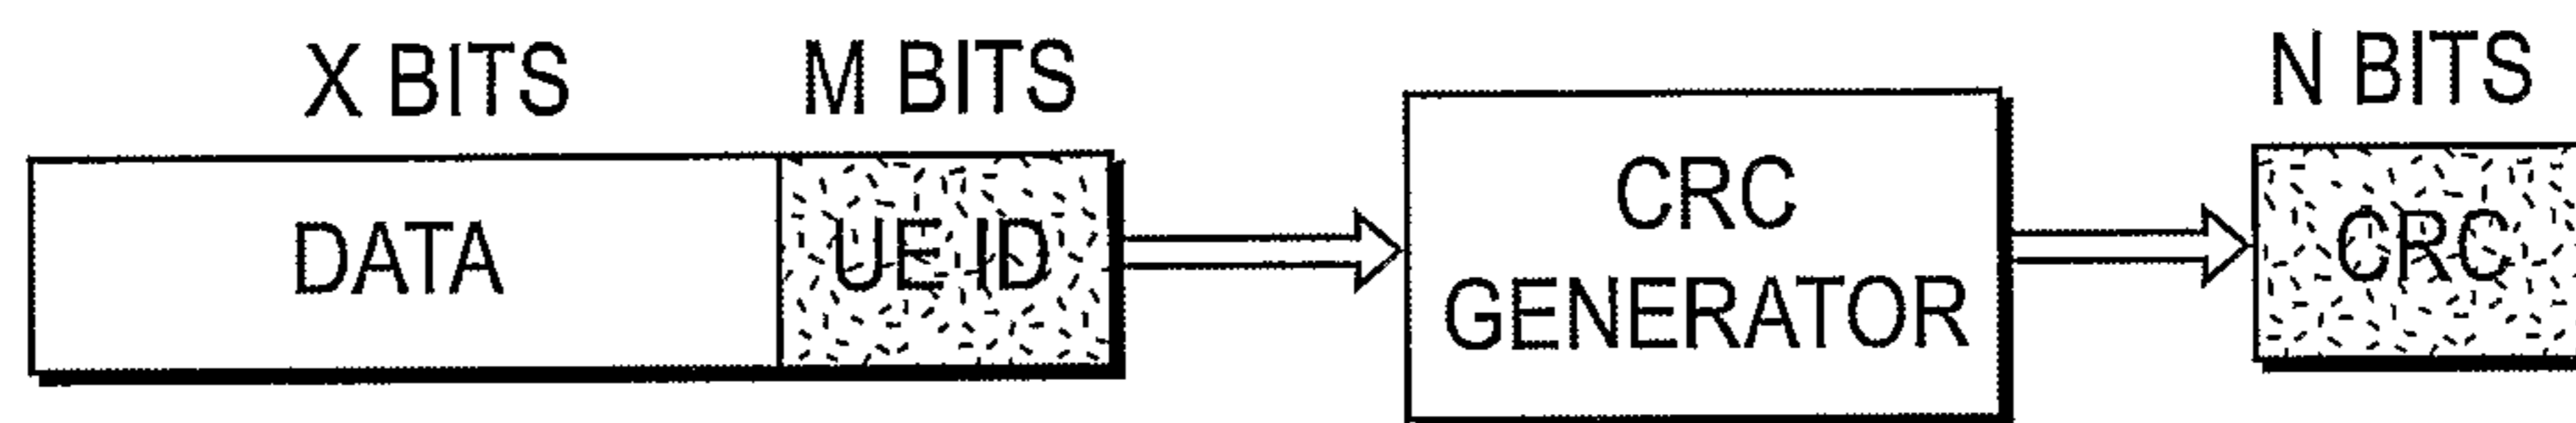 X BITS
M BITS
N BITS
DATA
UE ID
CRC
GENERATOR
CRC